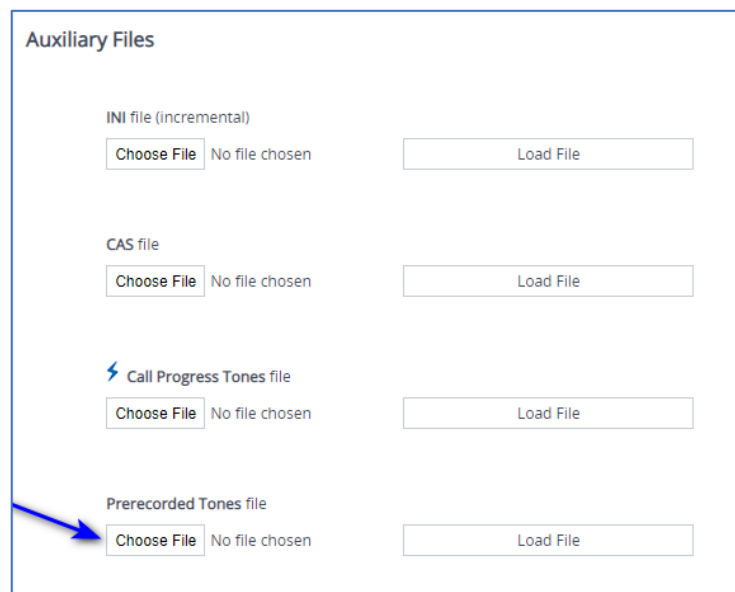 Auxiliary Files
INI file (incremental)
Choose File No file chosen Load File
CAS file
Choose File No file chosen Load File
Call Progress Tones file
Choose File No file chosen Load File
Prerecorded Tones file
Choose File No file chosen Load File